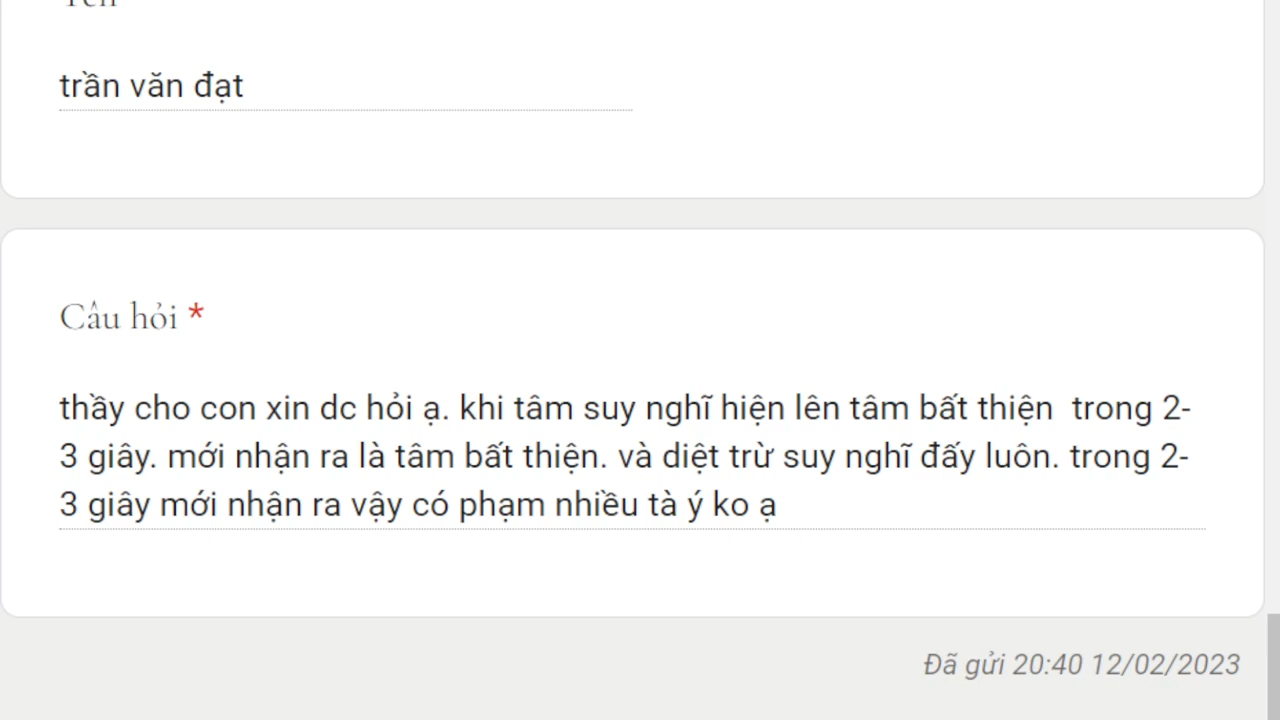 Tên
trần văn đạt
Câu hỏi *
thầy cho con xin dc hỏi ạ. khi tâm suy nghĩ hiện lên tâm bất thiện  trong 2-
3 giây. mới nhận ra là tâm bất thiện. và diệt trừ suy nghĩ đấy luôn. trong 2-
3 giây mới nhận ra vậy có phạm nhiều tà ý ko ạ
Đã gửi 20:40 12/02/2023